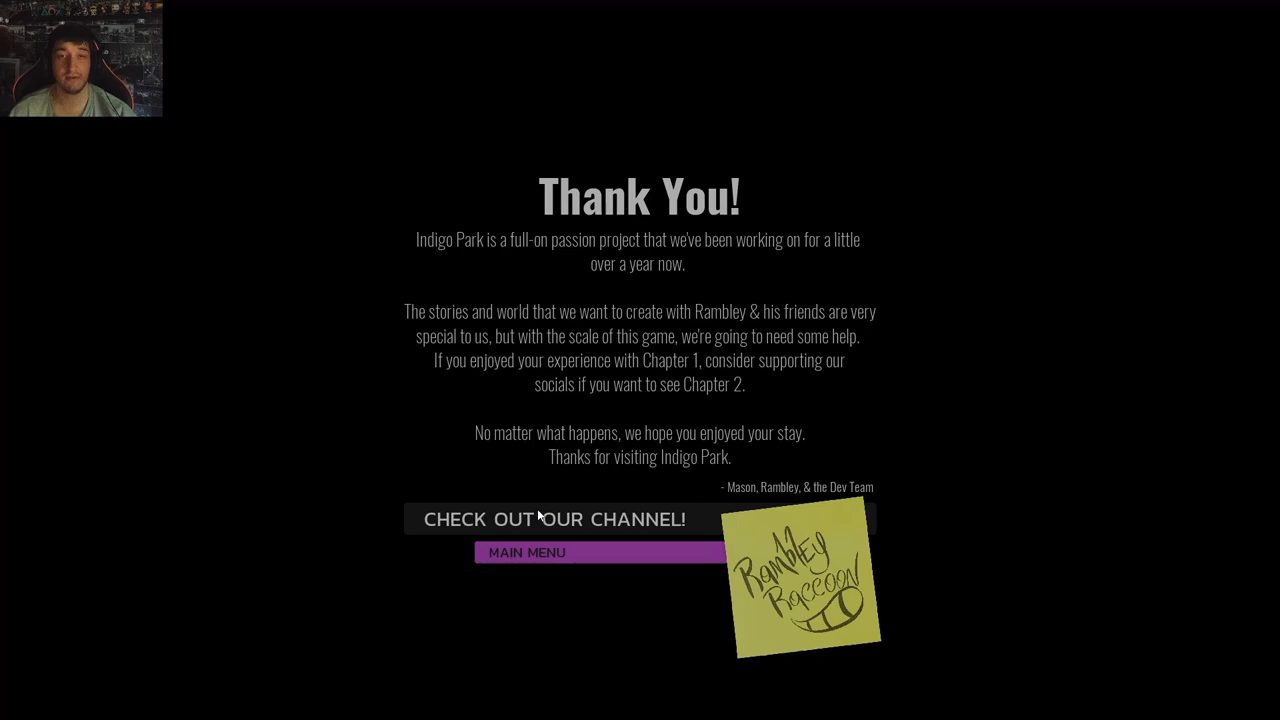 Thank You!
Indigo Park is a full-on passion project that we've been working on for a little
over a year now.
The stories and world that we want to create with Rambley & his friends are very
special to us, but with the scale of this game, we're going to need some help.
If you enjoyed your experience with Chapter 1, consider supporting our
socials if you want to see Chapter 2.
No matter what happens, we hope you enjoyed your stay.
Thanks for visiting Indigo Park.
- Mason, Rambley, & the Dev Team
CHECK OUT OUR CHANNEL!
MAIN MENU
Rambley
Raccoon